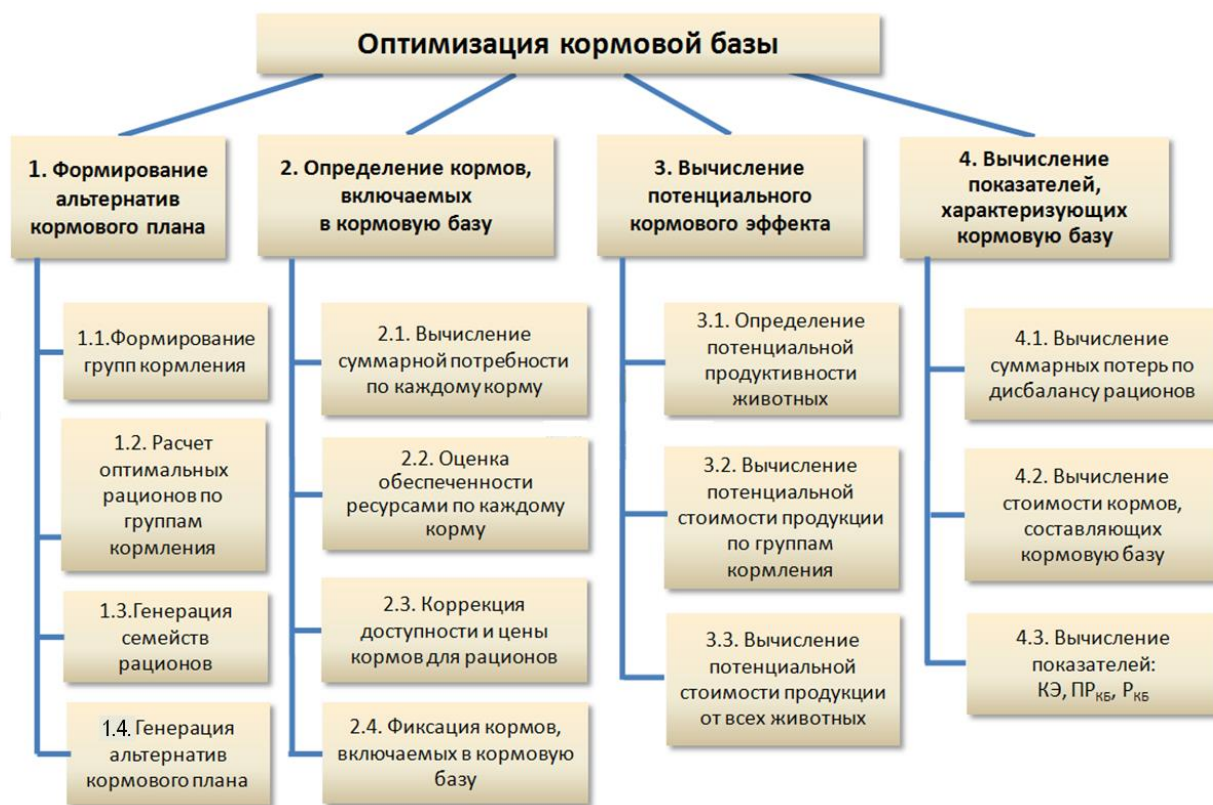 Оптимизация кормовой базы
1. Формирование
альтернатив
кормового плана
1.1.Формирование
групп кормления
1.2. Расчет
оптимальных
рационов по
группам
кормления
1.3.Генерация
семейств
рационов
1.4. Генерация
альтернатив
кормового плана
2. Определение кормов,
включаемых
в кормовую базу
2.1. Вычисление
суммарной потребности
по каждому корму
2.2. Оценка
обеспеченности
ресурсами по каждому
корму
2.3. Коррекция
доступности и цены
кормов для рационов
2.4. Фиксация кормов,
включаемых в кормовую
базу
3. Вычисление
потенциального
кормового эффекта
3.1. Определение
потенциальной
продуктивности
животных
3.2. Вычисление
потенциальной
стоимости продукции
по группам
кормления
3.3. Вычисление
потенциальной
стоимости продукции
от всех животных
4. Вычисление
показателей,
характеризующих
кормовую базу
4.1. Вычисление
суммарных потерь по
дисбалансу рационов
4.2. Вычисление
стоимости кормов,
составляющих
кормовую базу
4.3. Вычисление
показателей:
КЭ, ПРКБ, РКБ